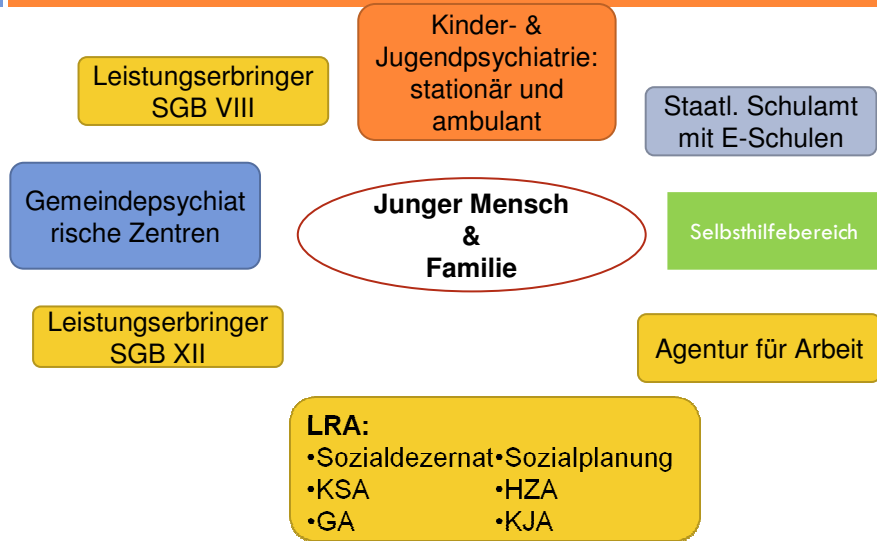 Kinder- &
Jugendpsychiatrie:
stationär und
ambulant
Leistungserbringer
SGB VIII
Staatl. Schulamt
mit E-Schulen
Gemeindepsychiat
rische Zentren
Junger Mensch
&
Familie
Selbsthilfebereich
Leistungserbringer
SGB XII
Agentur für Arbeit
LRA:
•Sozialdezernat •Sozialplanung
•KSA •HZA
•GA •KJA